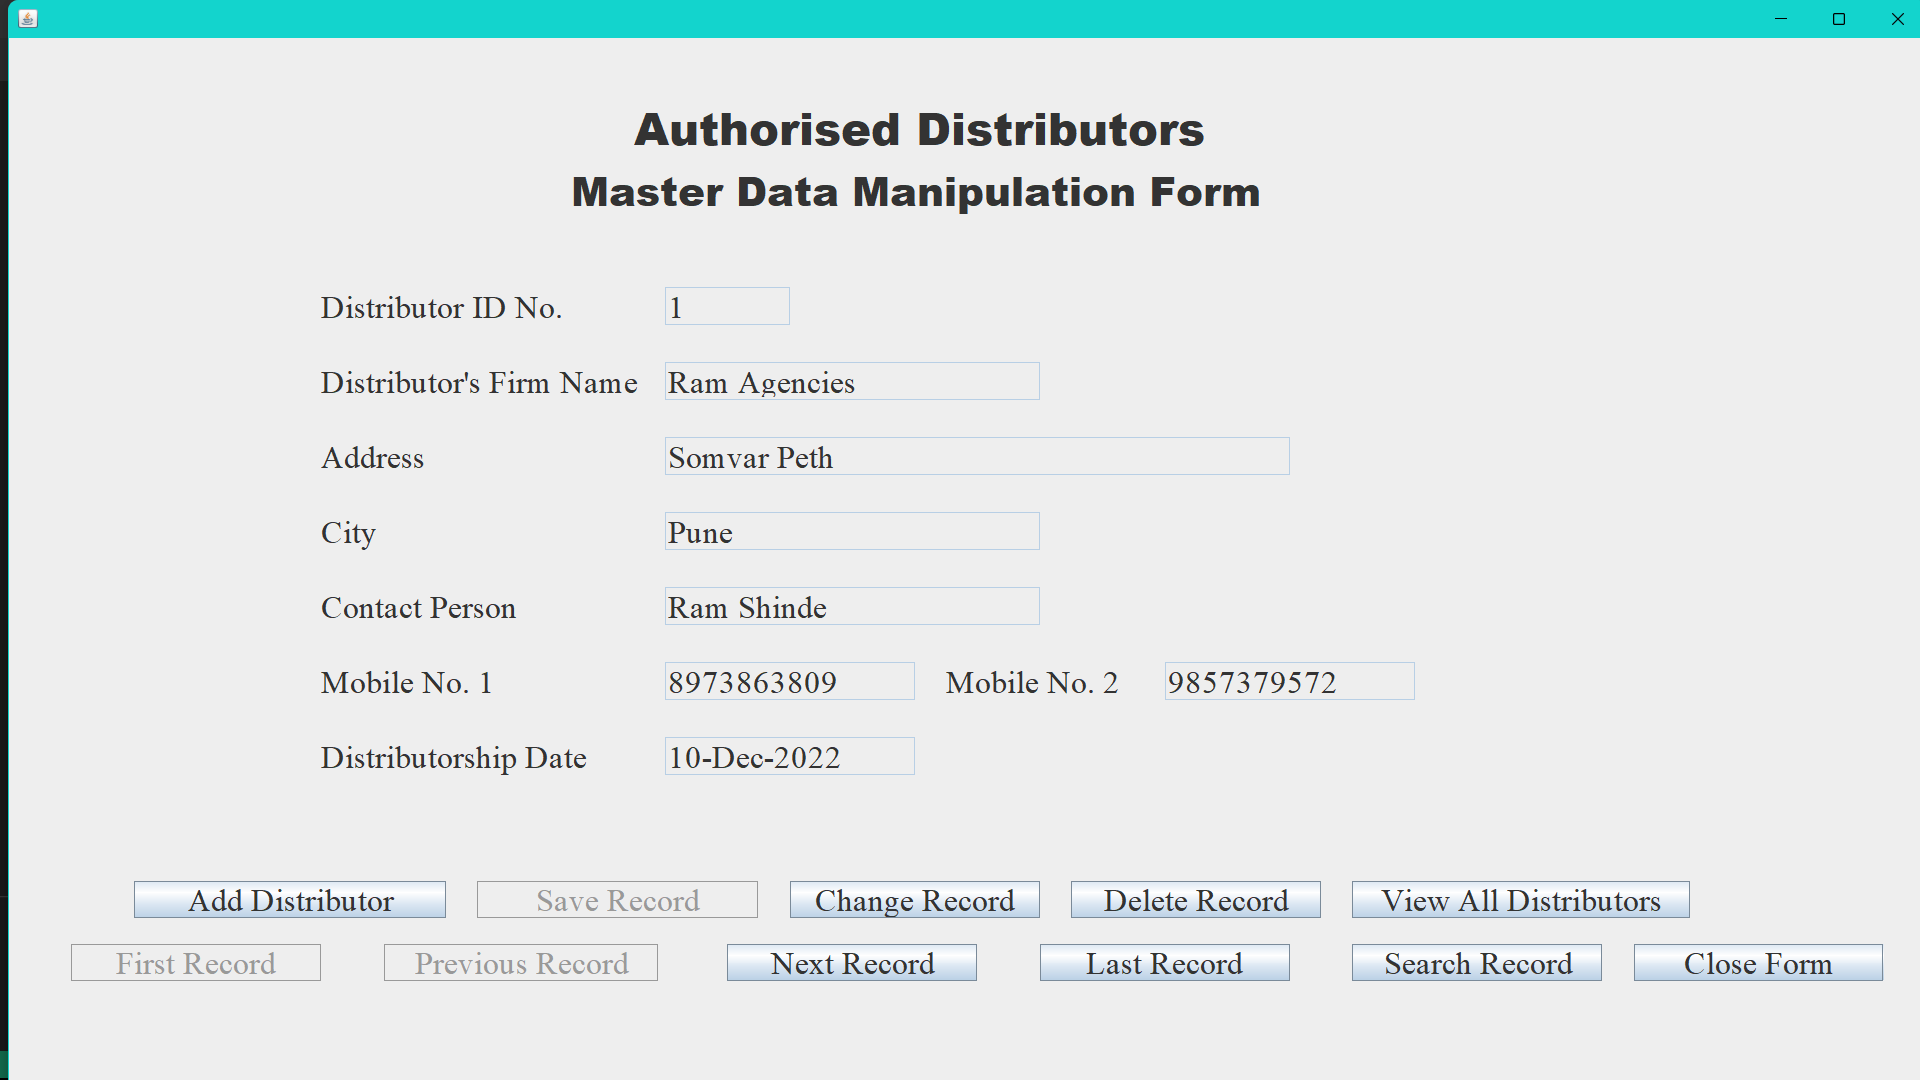 Authorised Distributors
Master Data Manipulation Form
Distributor ID No. 1
Distributor's Firm Name Ram Agencies
Address Somvar Peth
City Pune
Contact Person Ram Shinde
Mobile No. 1 8973863809 Mobile No. 2 9857379572
Distributorship Date 10-Dec-2022
Add Distributor Save Record Change Record Delete Record View All Distributors
First Record Previous Record Next Record Last Record Search Record Close Form